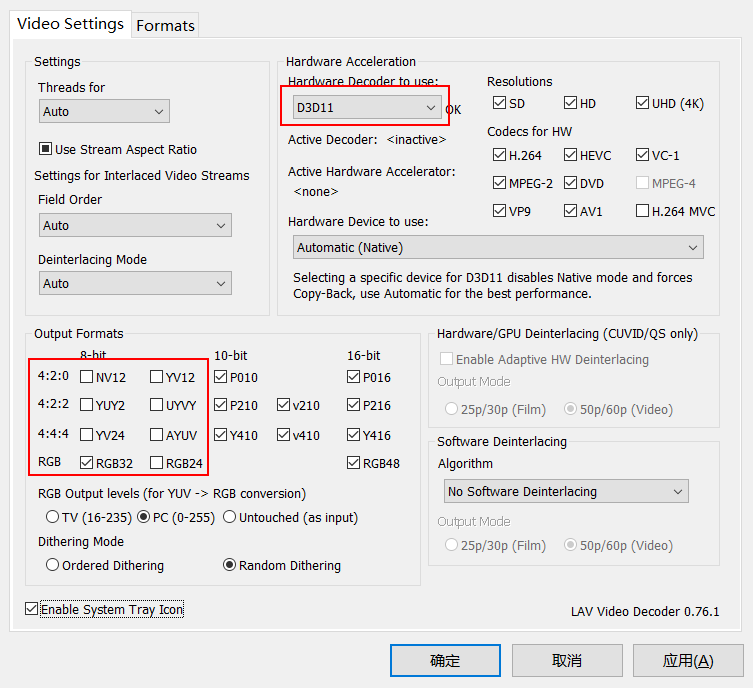 Video Settings
Formats
Settings
Threads for
Auto
Use Stream Aspect Ratio
Settings for Interlaced Video Streams
Field Order
Auto
Deinterlacing Mode
Auto
Hardware Acceleration
Hardware Decoder to use:
D3D11
OK
Active Decoder: <inactive>
Active Hardware Accelerator:
<none>
Hardware Device to use:
Automatic (Native)
Selecting a specific device for D3D11 disables Native mode and forces
Copy-Back, use Automatic for the best performance.
Resolutions
SD HD UHD (4K)
Codecs for HW
H.264 HEVC VC-1
MPEG-2 DVD MPEG-4
VP9 AV1 H.264 MVC
Output Formats
8-bit 10-bit 16-bit
4:2:0 NV12 YV12 P010 P016
4:2:2 YUY2 UYVY P210 v210 P216
4:4:4 YV24 AYUV Y410 v410 Y416
RGB RGB32 RGB24 RGB48
RGB Output levels (for YUV -> RGB conversion)
TV (16-235) PC (0-255) Untouched (as input)
Dithering Mode
Ordered Dithering Random Dithering
Hardware/GPU Deinterlacing (CUVID/QS only)
Enable Adaptive HW Deinterlacing
Output Mode
25p/30p (Film) 50p/60p (Video)
Software Deinterlacing
Algorithm
No Software Deinterlacing
Output Mode
25p/30p (Film) 50p/60p (Video)
Enable System Tray Icon
LAV Video Decoder 0.76.1
确定 取消 应用(A)